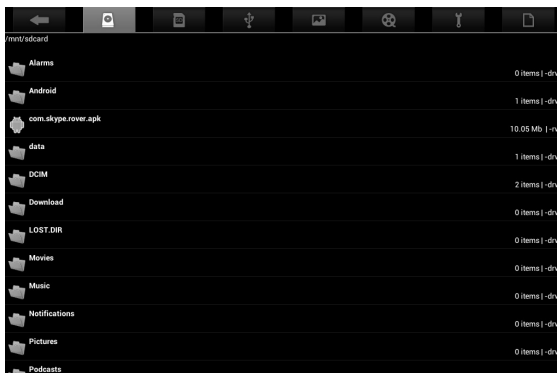 /mnt/sdcard
Alarms
0 items | -drv
Android
1 items | -drv
com.skype.rover.apk
10.05 Mb | -rv
data
1 items | -drv
DCIM
2 items | -drv
Download
0 items | -drv
LOST.DIR
0 items | -drv
Movies
0 items | -drv
Music
0 items | -drv
Notifications
0 items | -drv
Pictures
0 items | -drv
Podcasts